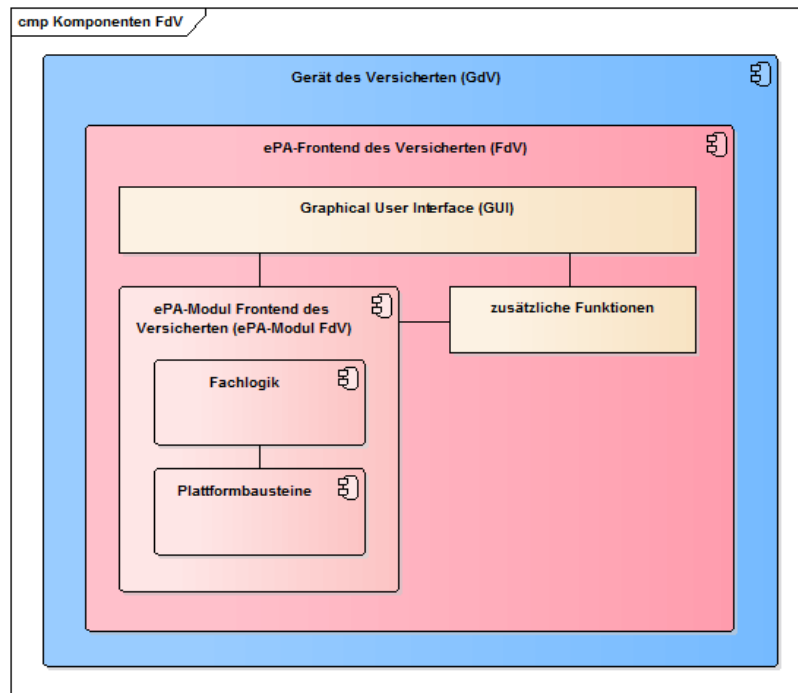 cmp Komponenten FdV
Gerät des Versicherten (GdV)
ePA-Frontend des Versicherten (FdV)
Graphical User Interface (GUI)
ePA-Modul Frontend des
Versicherten (ePA-Modul FdV)
zusätzliche Funktionen
Fachlogik
Plattformbausteine